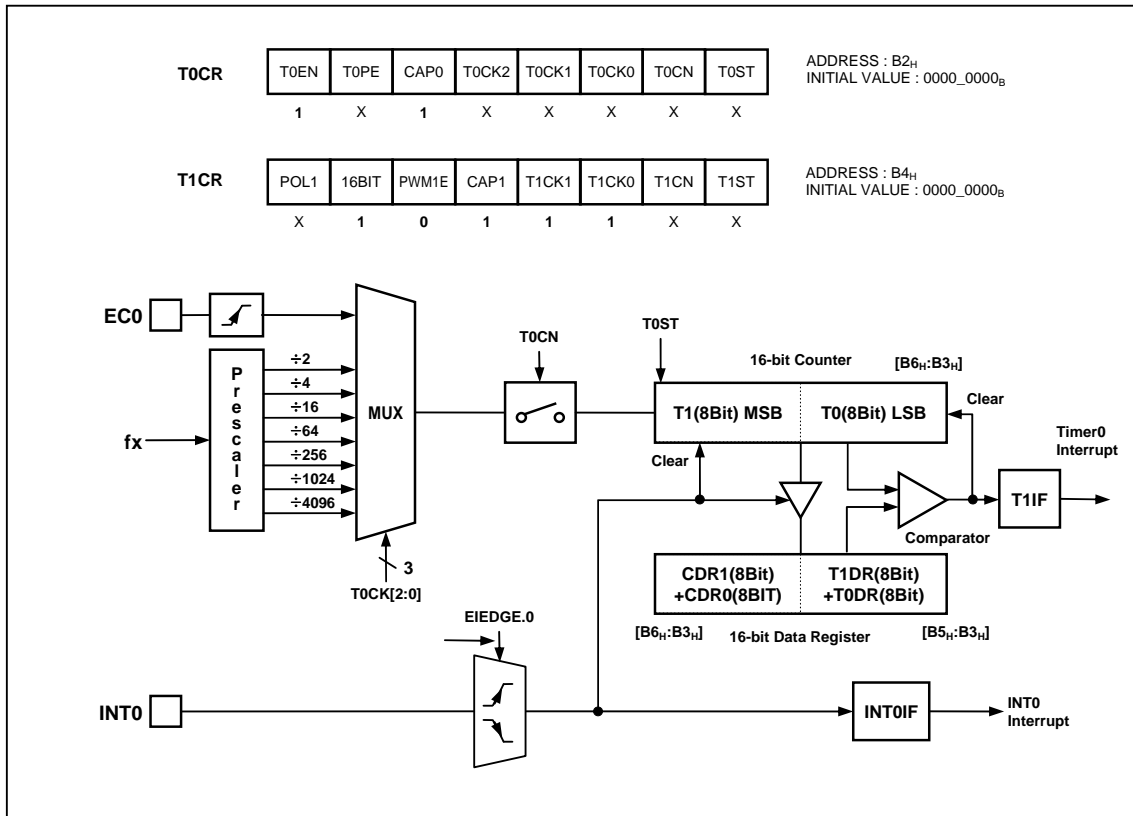 T0CR
T0EN T0PE CAP0 T0CK2 T0CK1 T0CK0 T0CN T0ST
1 X 1 X X X X X
ADDRESS : B2H
INITIAL VALUE : 0000_0000B
T1CR
POL1 16BIT PWM1E CAP1 T1CK1 T1CK0 T1CN T1ST
X 1 0 1 1 1 X X
ADDRESS : B4H
INITIAL VALUE : 0000_0000B
EC0
fx
Prescaler
÷2
÷4
÷16
÷64
÷256
÷1024
÷4096
MUX
3
T0CK[2:0]
T0CN
T0ST
16-bit Counter
[B6H:B3H]
T1(8Bit) MSB
T0(8Bit) LSB
Clear
Clear
Comparator
Timer0
Interrupt
T1IF
CDR1(8Bit)
+CDR0(8BIT)
T1DR(8Bit)
+T0DR(8Bit)
[B6H:B3H]
16-bit Data Register
[B5H:B3H]
EIEDGE.0
INT0
INT0IF
INT0
Interrupt